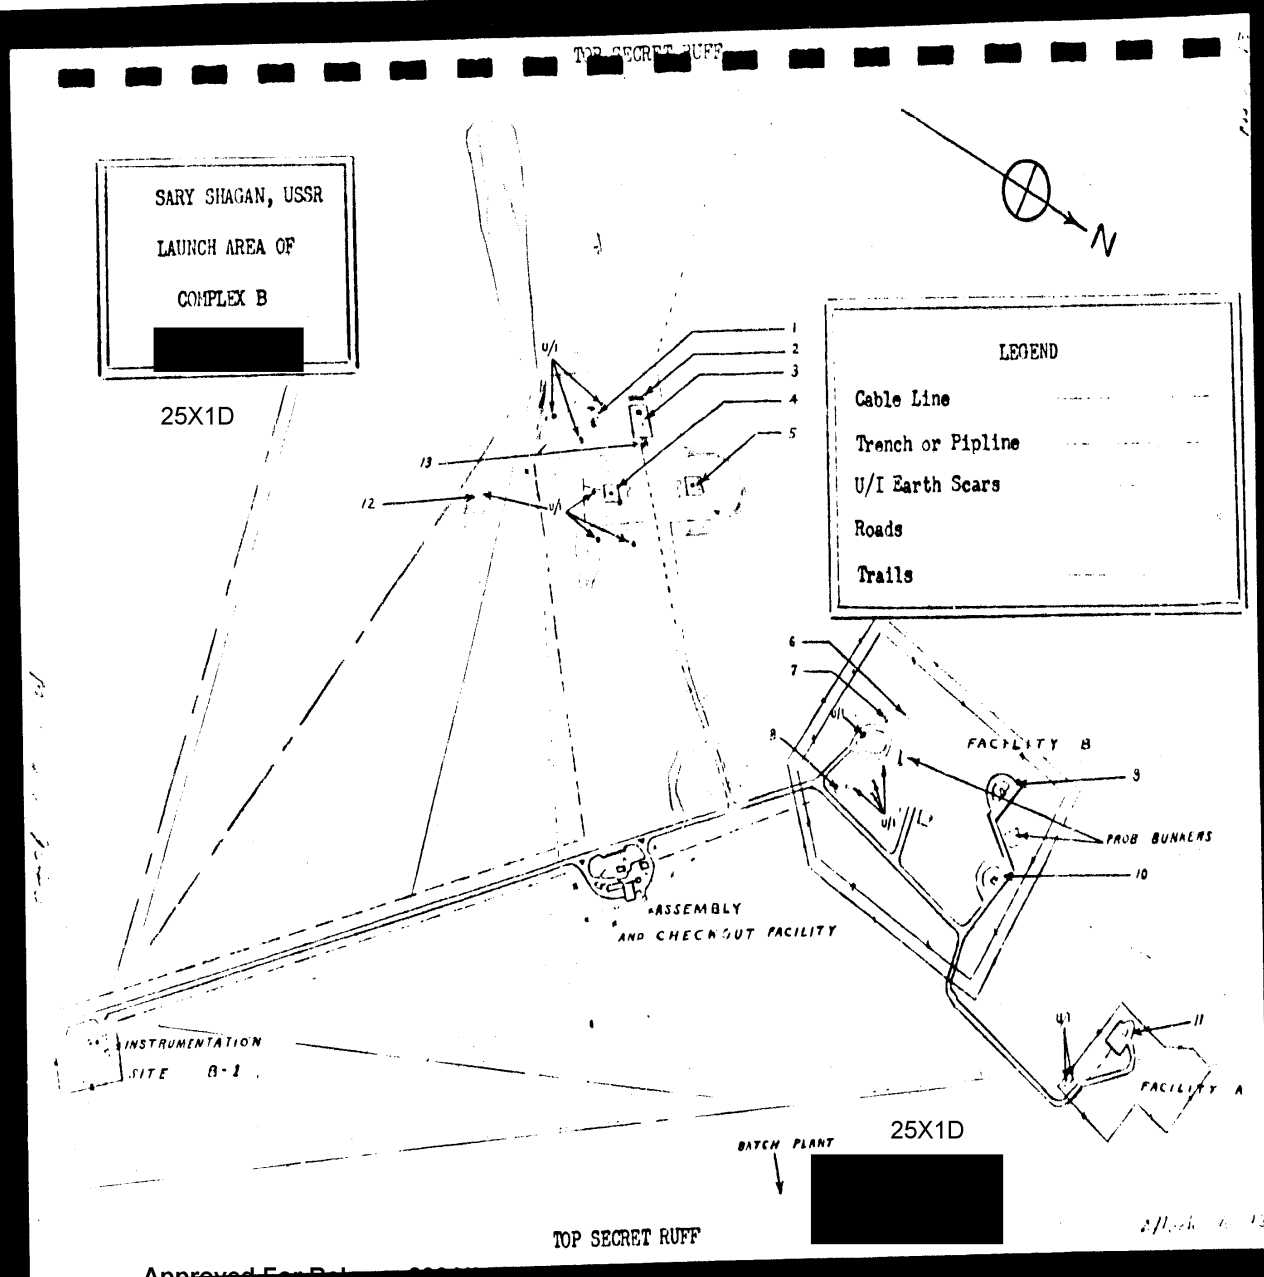 TOP SECRET RUFF
SARY SHAGAN, USSR
LAUNCH AREA OF
COMPLEX B
25X1D
N
LEGEND
Cable Line
Trench or Pipline
U/I Earth Scars
Roads
Trails
U/I
1
2
3
4
5
13
12
U/I
6
7
U/I
8
FACILITY B
9
U/I
PROB BUNKERS
10
ASSEMBLY
AND CHECKOUT FACILITY
INSTRUMENTATION
SITE B-1
U/I
11
FACILITY A
25X1D
BATCH PLANT
TOP SECRET RUFF
Approved For